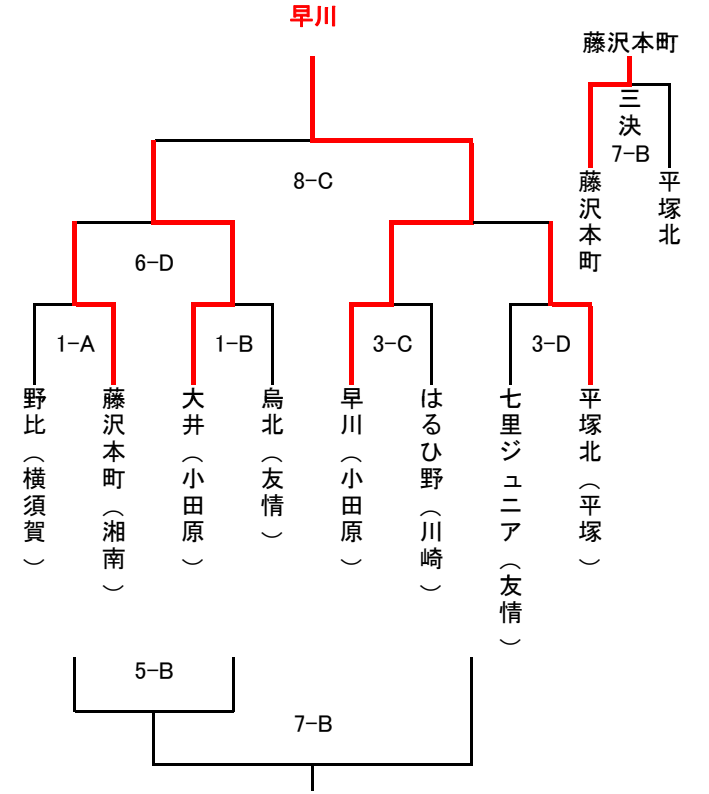 早川
藤沢本町
三決
7-B
藤沢本町
平塚北
8-C
6-D
1-A
1-B
3-C
3-D
野比（横須賀）
藤沢本町（湘南）
大井（小田原）
烏北（友情）
早川（小田原）
はるひ野（川崎）
七里ジュニア（友情）
平塚北（平塚）
5-B
7-B